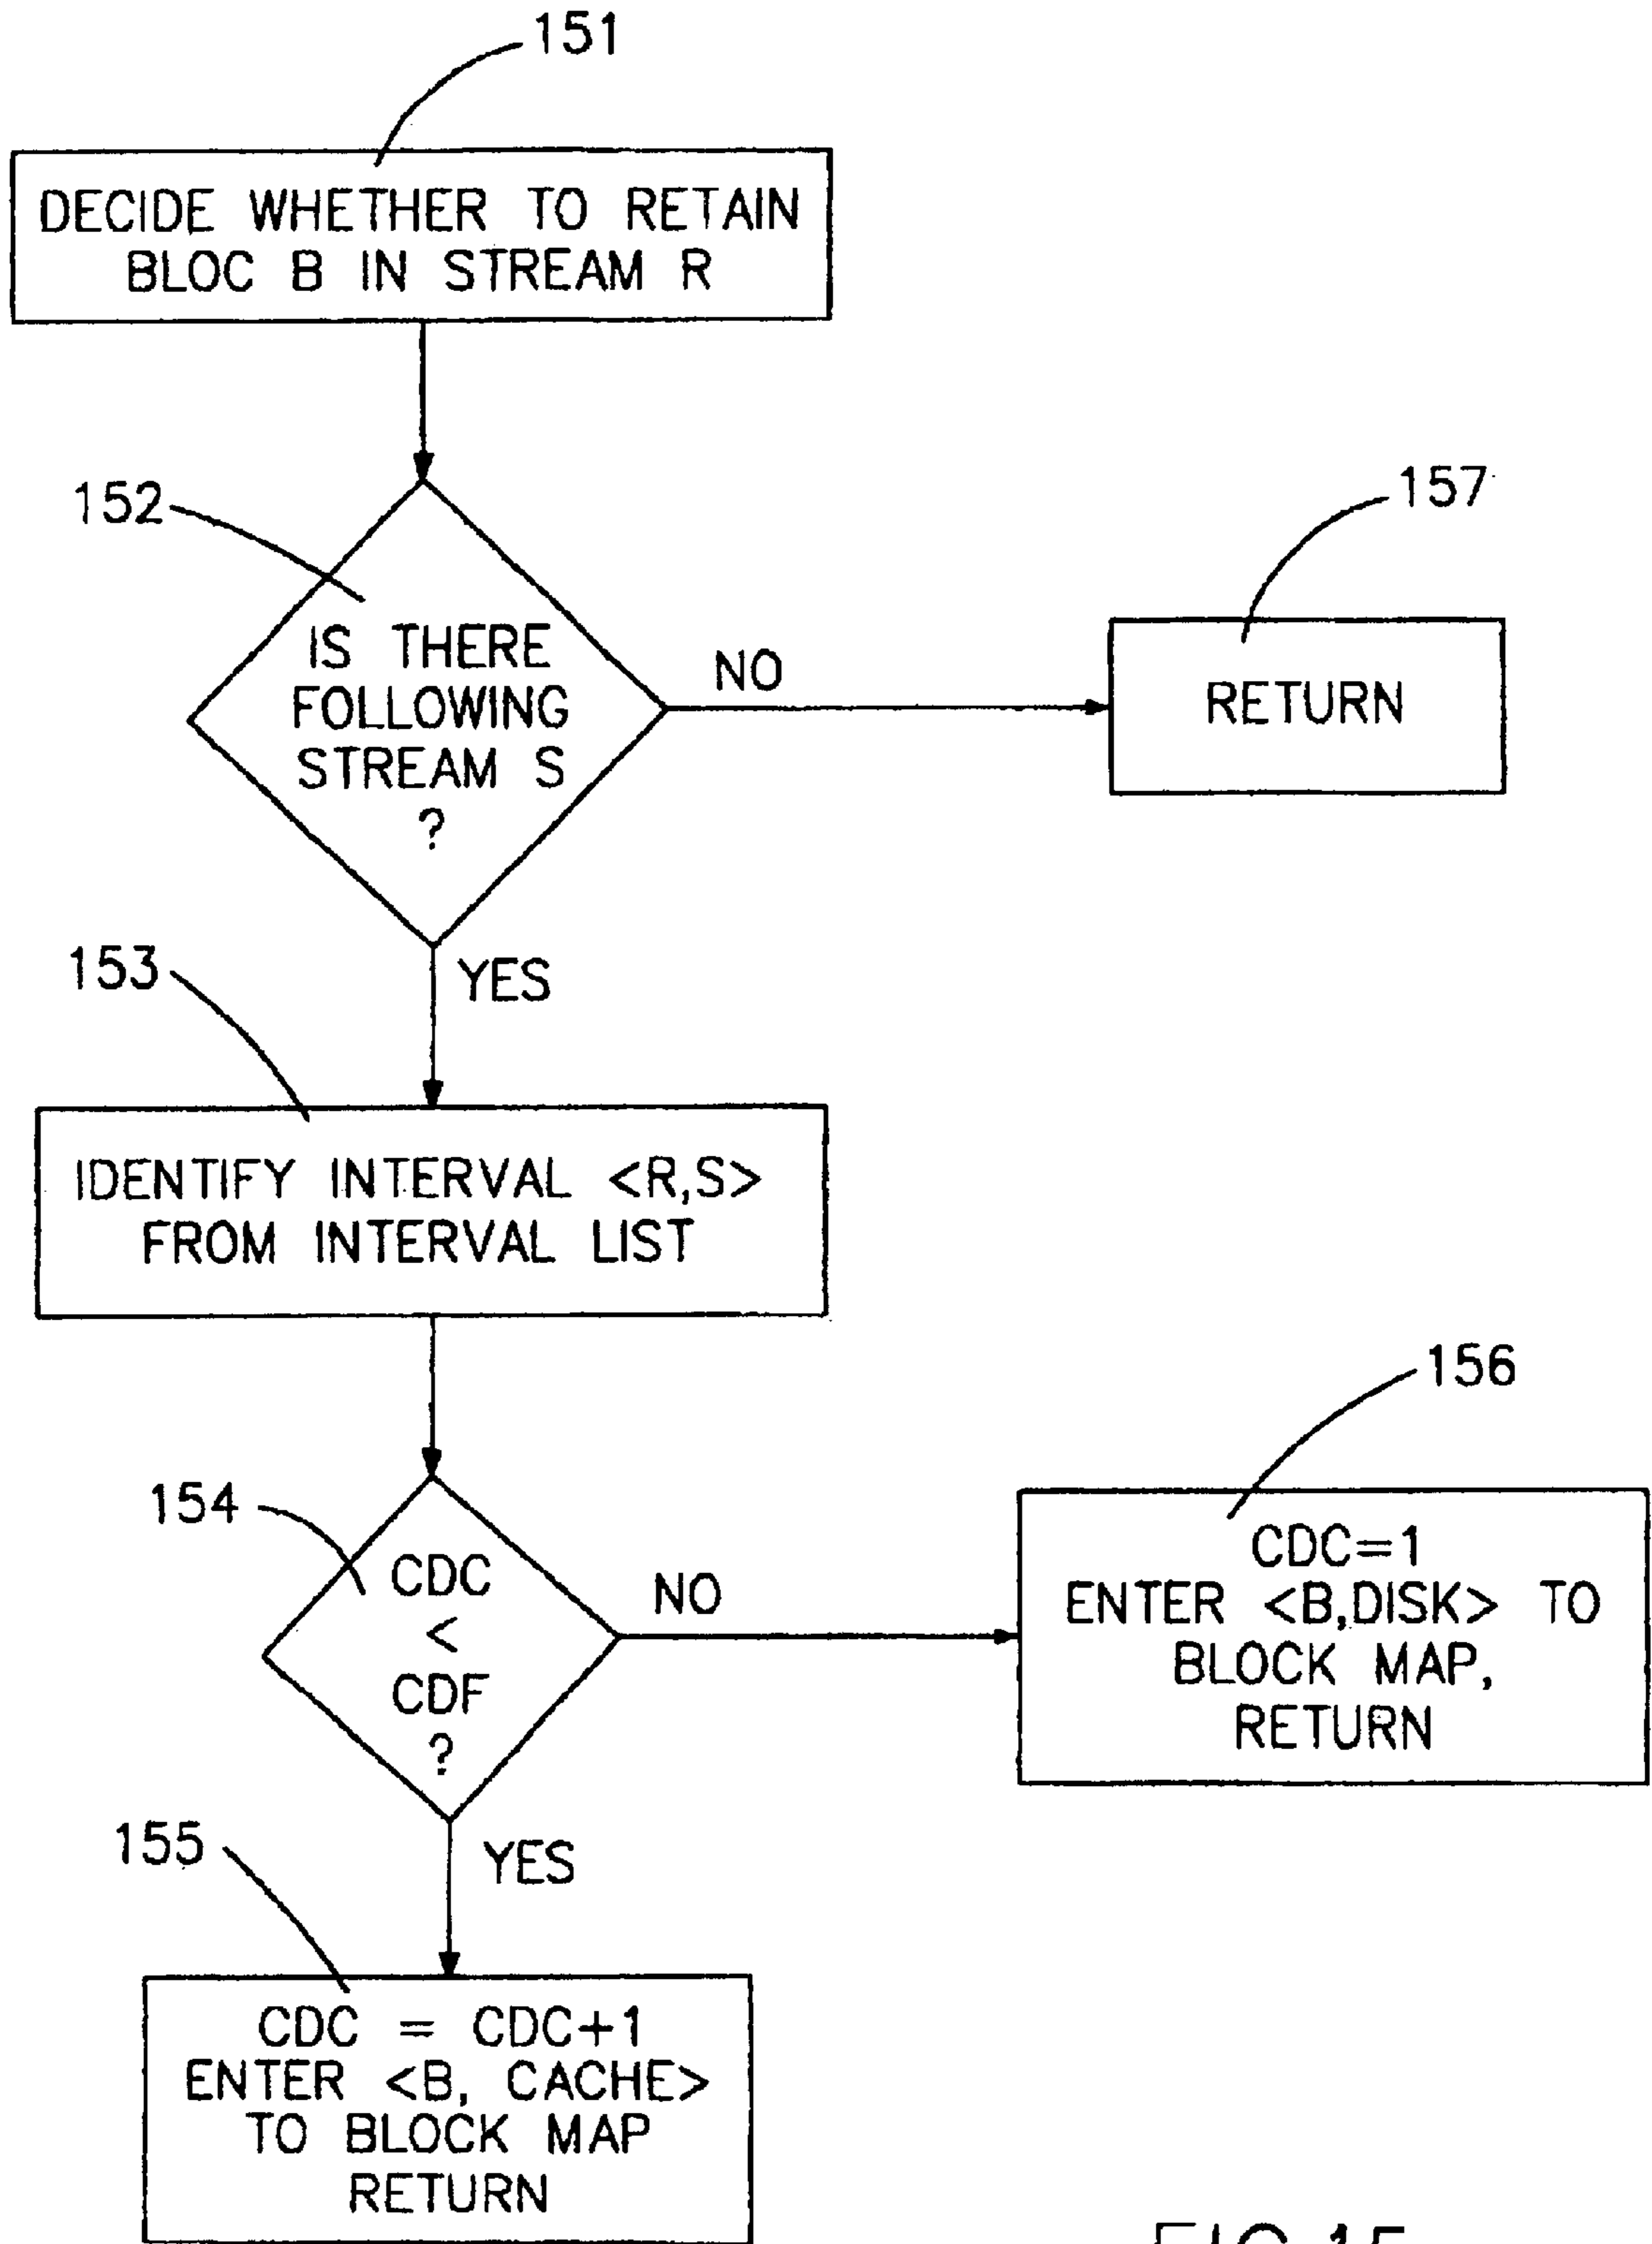 151
DECIDE WHETHER TO RETAIN
BLOC B IN STREAM R
152
IS THERE
FOLLOWING
STREAM S
?
NO
157
RETURN
YES
153
IDENTIFY INTERVAL <R,S>
FROM INTERVAL LIST
154
CDC
<
CDF
?
NO
156
CDC=1
ENTER <B,DISK> TO
BLOCK MAP,
RETURN
YES
155
CDC = CDC+1
ENTER <B, CACHE>
TO BLOCK MAP
RETURN
FIG.15